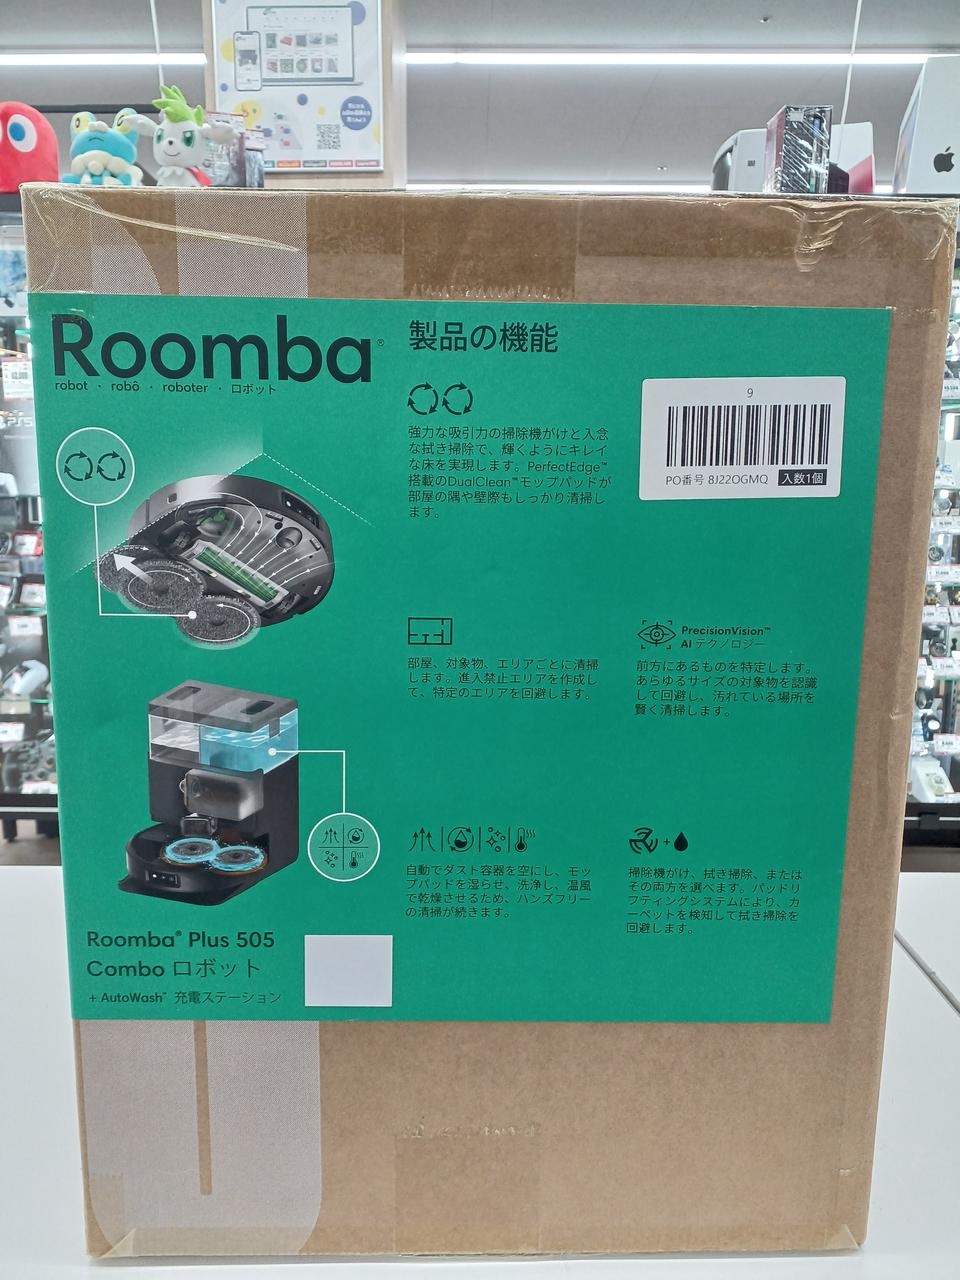 Roomba®
robot · robô · roboter · ロボット
製品の機能
強力な吸引力の掃除機がけと入念
な拭き掃除で、輝くようにキレイ
な床を実現します。PerfectEdge™
搭載のDualClean™モップパッドが
部屋の隅や壁際もしっかり清掃し
ます。
9
PO番号 8J22OGMQ 入数1個
部屋、対象物、エリアごとに清掃
します。進入禁止エリアを作成し
て、特定のエリアを回避します。
PrecisionVision™
AI テクノロジー
前方にあるものを特定します。
あらゆるサイズの対象物を認識
して回避し、汚れている場所を
賢く清掃します。
自動でダスト容器を空にし、モッ
プパッドを湿らせ、洗浄し、温風
で乾燥させるため、ハンズフリー
の清掃が続きます。
掃除機がけ、拭き掃除、または
その両方を選べます。パッドリ
フティングシステムにより、カ
ーペットを検知して拭き掃除を
回避します。
Roomba® Plus 505
Combo ロボット
+ AutoWash™ 充電ステーション